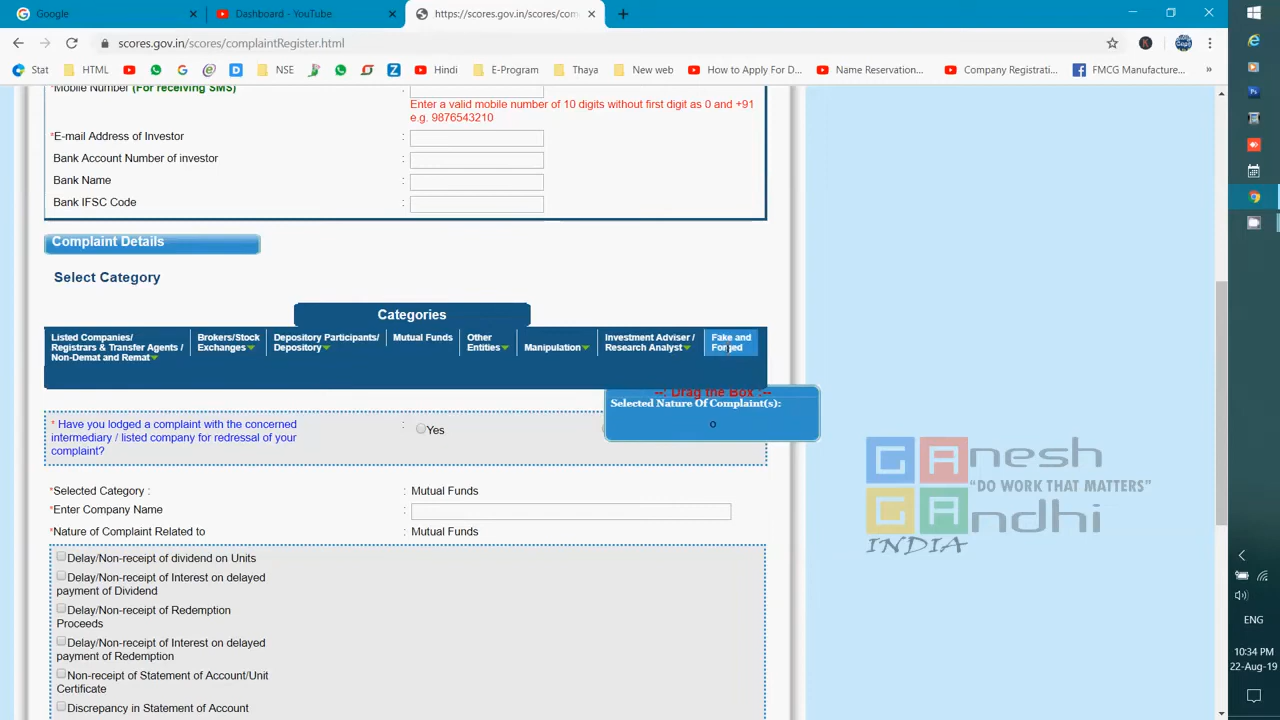 Google
Dashboard - YouTube
https://scores.gov.in/scores/com
scores.gov.in/scores/complaintRegister.html
Stat
HTML
NSE
Hindi
E-Program
Thaya
New web
How to Apply For D...
Name Reservation...
Company Registrati...
FMCG Manufacture...
*Mobile Number (For receiving SMS)
:
Enter a valid mobile number of 10 digits without first digit as 0 and +91
e.g. 9876543210
*E-mail Address of Investor :
Bank Account Number of investor :
Bank Name :
Bank IFSC Code :
Complaint Details
Select Category
Categories
Listed Companies/
Registrars & Transfer Agents /
Non-Demat and Remat
Brokers/Stock
Exchanges
Depository Participants/
Depository
Mutual Funds
Other
Entities
Manipulation
Investment Adviser /
Research Analyst
Fake and
Forged
--: Drag the Box :--
Selected Nature Of Complaint(s):
o
* Have you lodged a complaint with the concerned
intermediary / listed company for redressal of your
complaint?
:
Yes
*Selected Category : : Mutual Funds
*Enter Company Name :
*Nature of Complaint Related to : Mutual Funds
Delay/Non-receipt of dividend on Units
Delay/Non-receipt of Interest on delayed
payment of Dividend
Delay/Non-receipt of Redemption
Proceeds
Delay/Non-receipt of Interest on delayed
payment of Redemption
Non-receipt of Statement of Account/Unit
Certificate
Discrepancy in Statement of Account
GAnesh
"DO WORK THAT MATTERS"
GAndhi
INDIA
ENG
10:34 PM
22-Aug-19